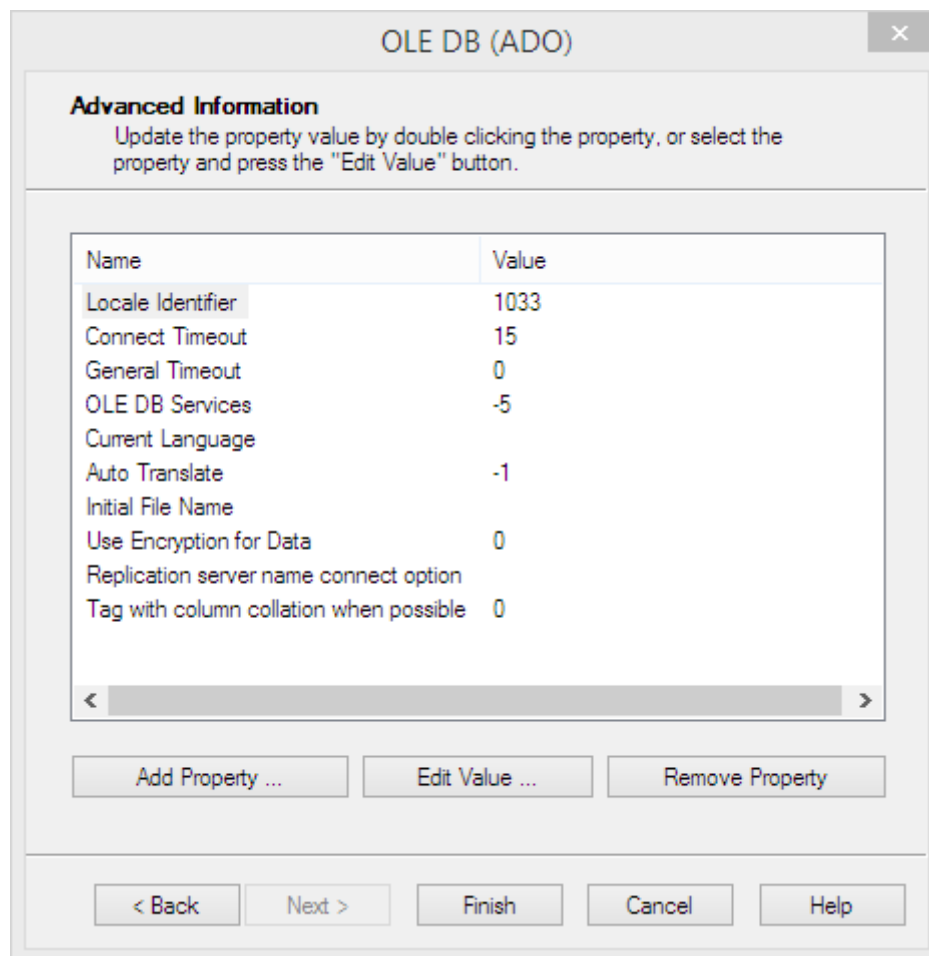 OLE DB (ADO)
Advanced Information
Update the property value by double clicking the property, or select the
property and press the "Edit Value" button.
Name Value
Locale Identifier 1033
Connect Timeout 15
General Timeout 0
OLE DB Services -5
Current Language
Auto Translate -1
Initial File Name
Use Encryption for Data 0
Replication server name connect option
Tag with column collation when possible 0
Add Property ... Edit Value ... Remove Property
< Back Next > Finish Cancel Help